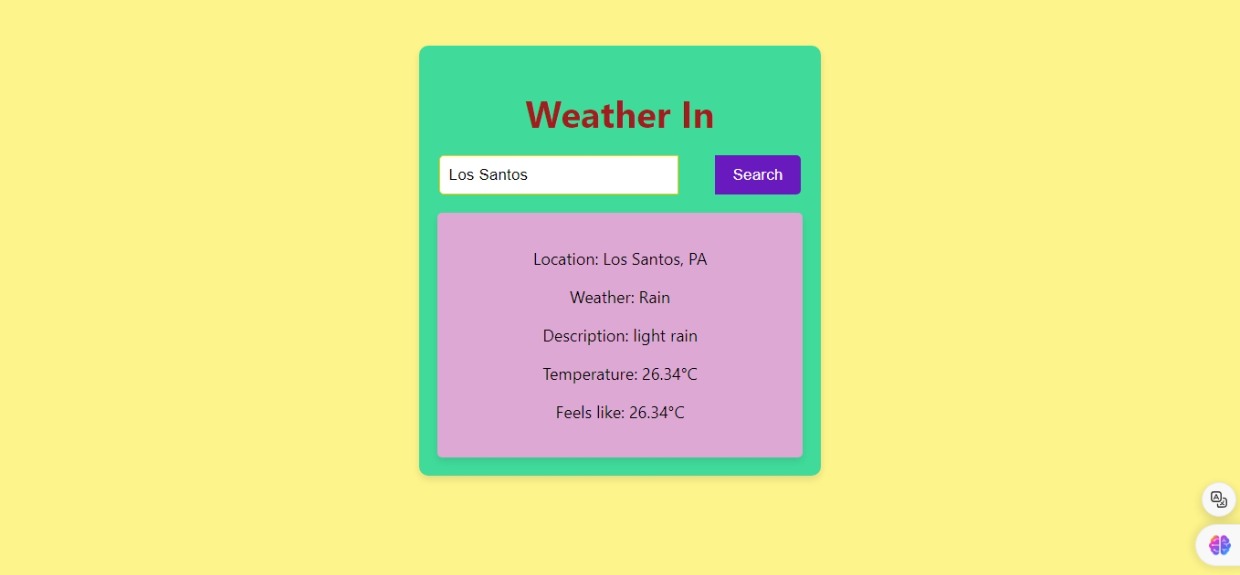 Weather In
Los Santos
Search
Location: Los Santos, PA
Weather: Rain
Description: light rain
Temperature: 26.34°C
Feels like: 26.34°C